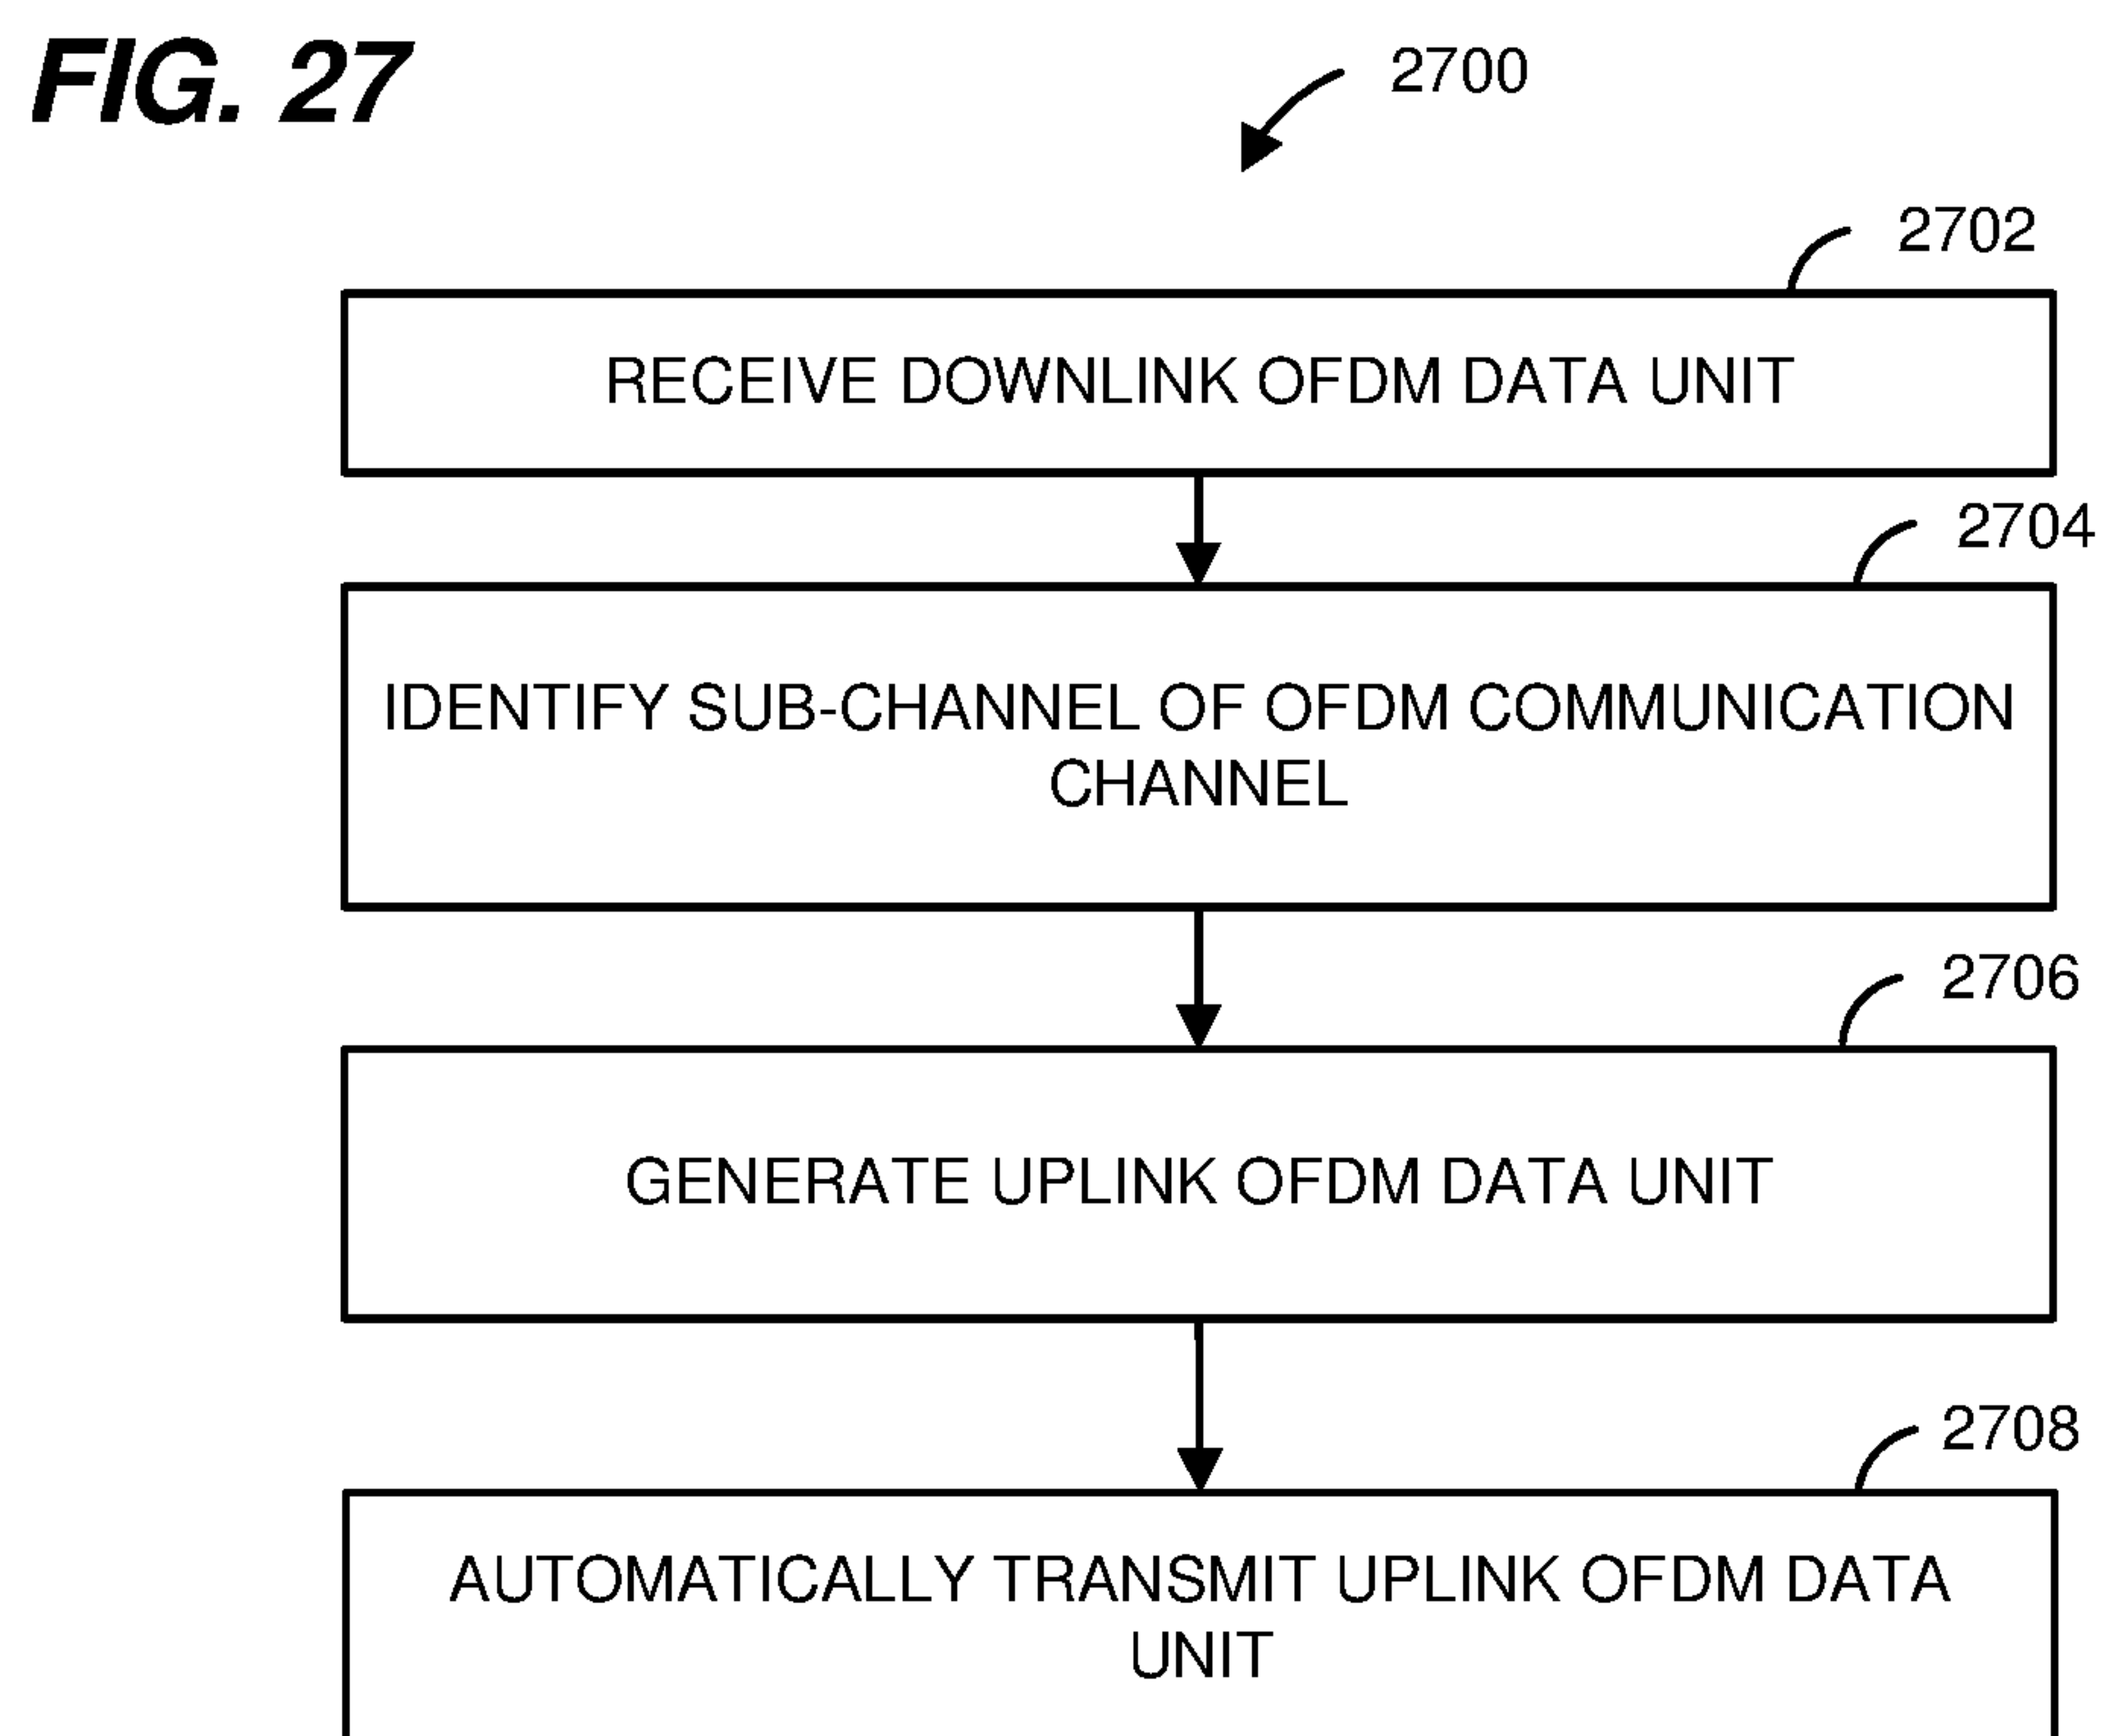 FIG. 27
2700
2702
RECEIVE DOWNLINK OFDM DATA UNIT
2704
IDENTIFY SUB-CHANNEL OF OFDM COMMUNICATION
CHANNEL
2706
GENERATE UPLINK OFDM DATA UNIT
2708
AUTOMATICALLY TRANSMIT UPLINK OFDM DATA
UNIT